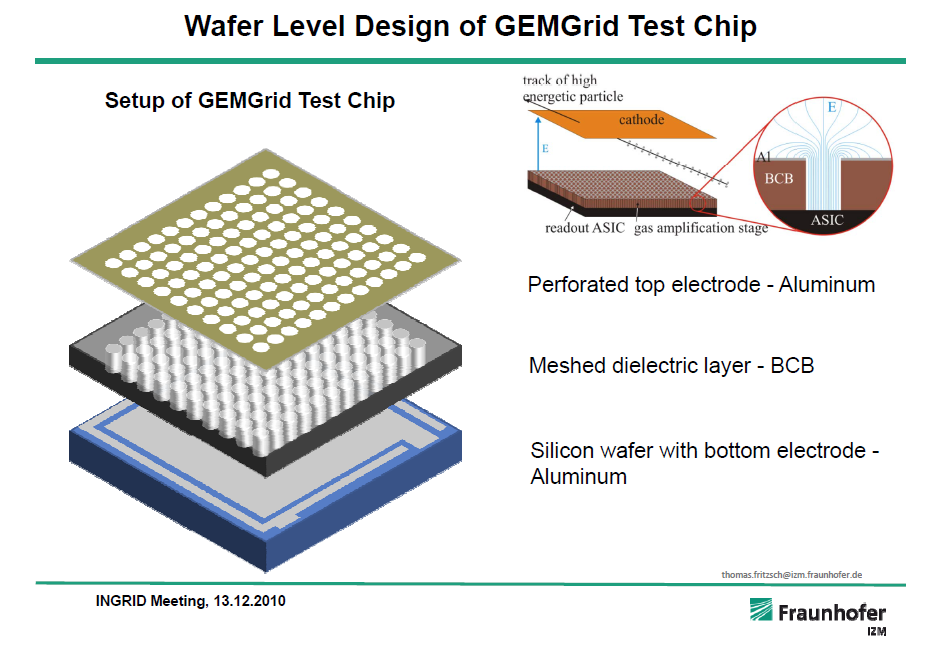 Wafer Level Design of GEMGrid Test Chip
Setup of GEMGrid Test Chip
track of high
energetic particle
cathode
E
readout ASIC
gas amplification stage
E
Al
BCB
ASIC
Perforated top electrode - Aluminum
Meshed dielectric layer - BCB
Silicon wafer with bottom electrode -
Aluminum
thomas.fritzsch@izm.fraunhofer.de
INGRID Meeting, 13.12.2010
Fraunhofer
IZM